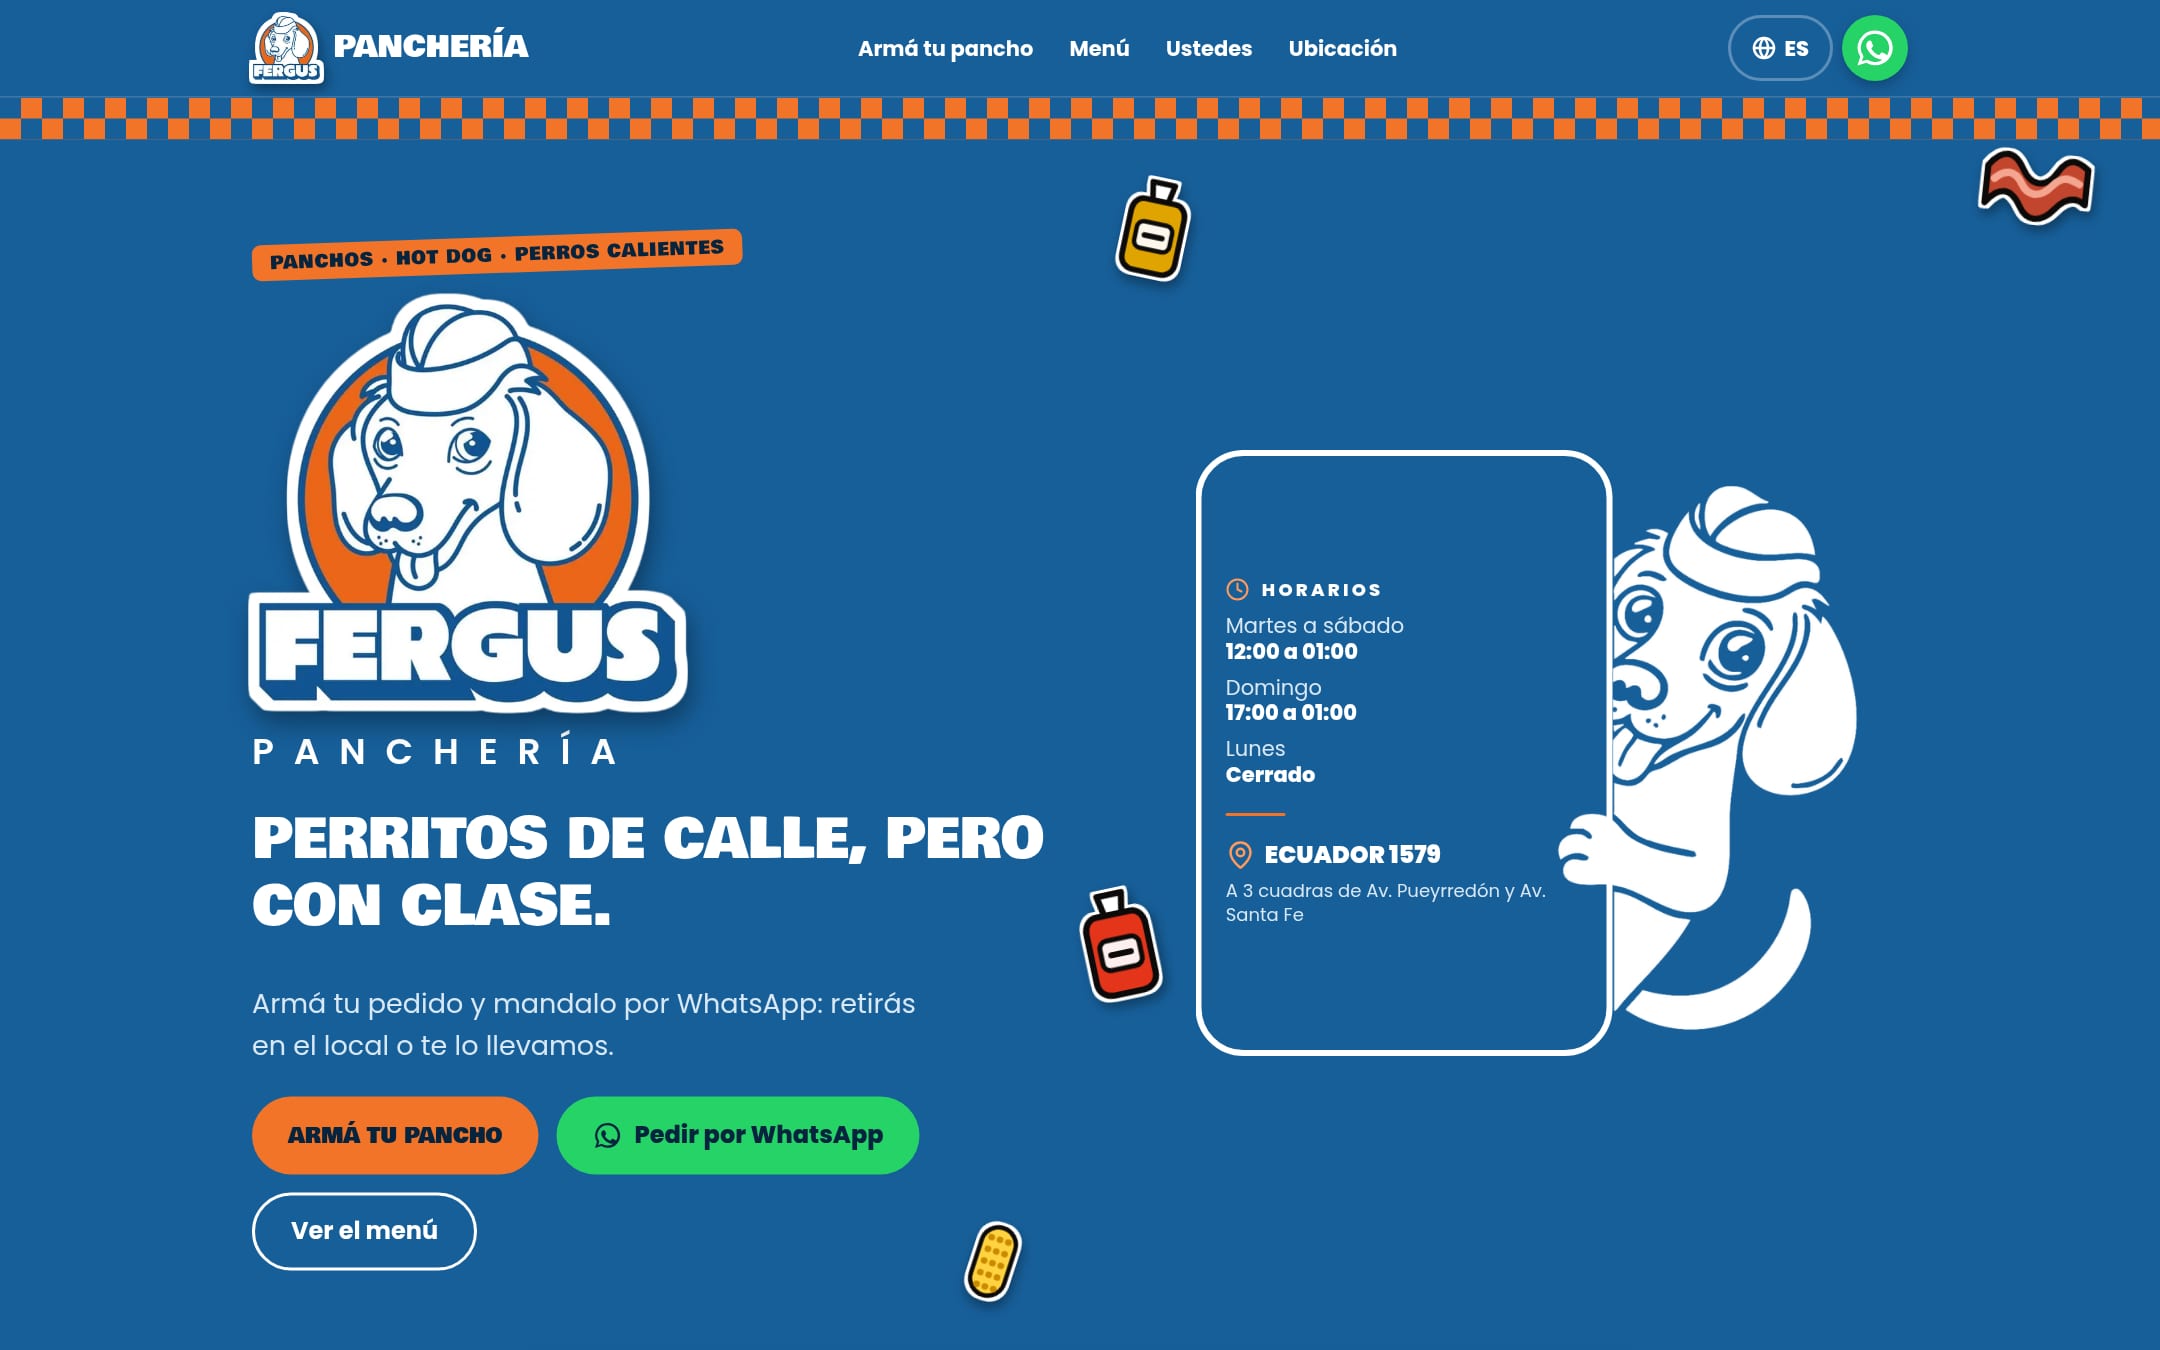 FERGUS
PANCHERÍA
Armá tu pancho
Menú
Ustedes
Ubicación
ES
PANCHOS · HOT DOG · PERROS CALIENTES
FERGUS
PANCHERÍA
PERRITOS DE CALLE, PERO
CON CLASE.
Armá tu pedido y mandalo por WhatsApp: retirás
en el local o te lo llevamos.
ARMÁ TU PANCHO
Pedir por WhatsApp
Ver el menú
HORARIOS
Martes a sábado
12:00 a 01:00
Domingo
17:00 a 01:00
Lunes
Cerrado
ECUADOR 1579
A 3 cuadras de Av. Pueyrredón y Av.
Santa Fe